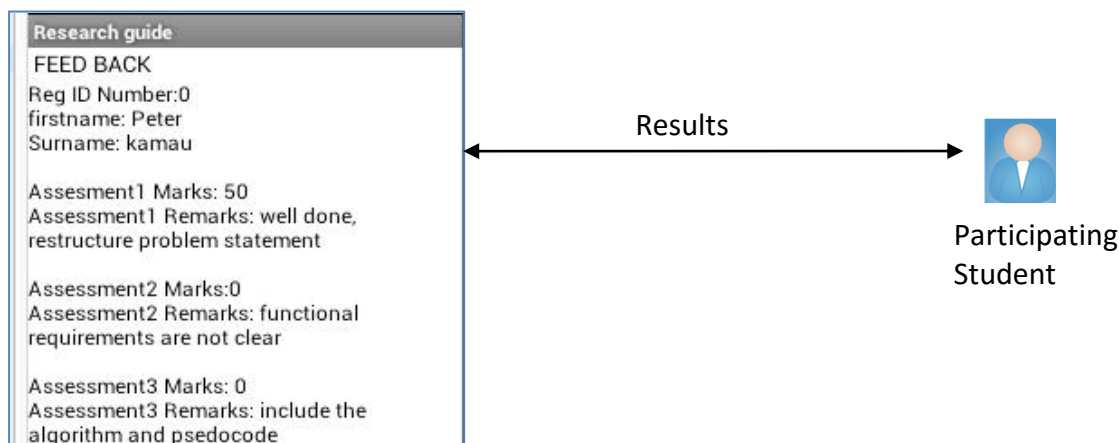 Research guide
FEED BACK
Reg ID Number:0
firstname: Peter
Surname: kamau
Assesment1 Marks: 50
Assessment1 Remarks: well done,
restructure problem statement
Assessment2 Marks:0
Assessment2 Remarks: functional
requirements are not clear
Assessment3 Marks: 0
Assessment3 Remarks: include the
algorithm and psedocode
Results
Participating
Student